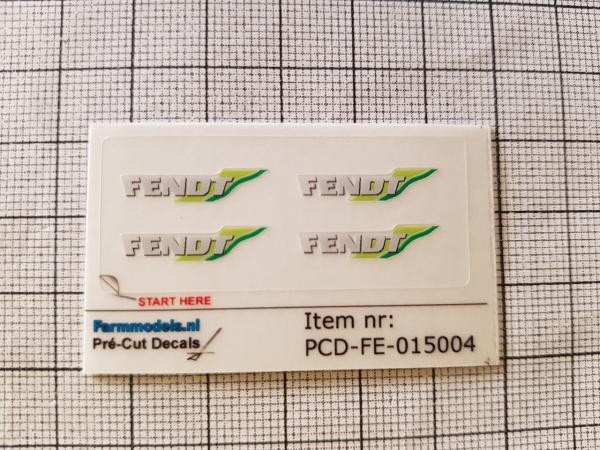 FENDT FENDT
FENDT FENDT
START HERE
Farmmodels.nl
Pré-Cut Decals
Item nr:
PCD-FE-015004